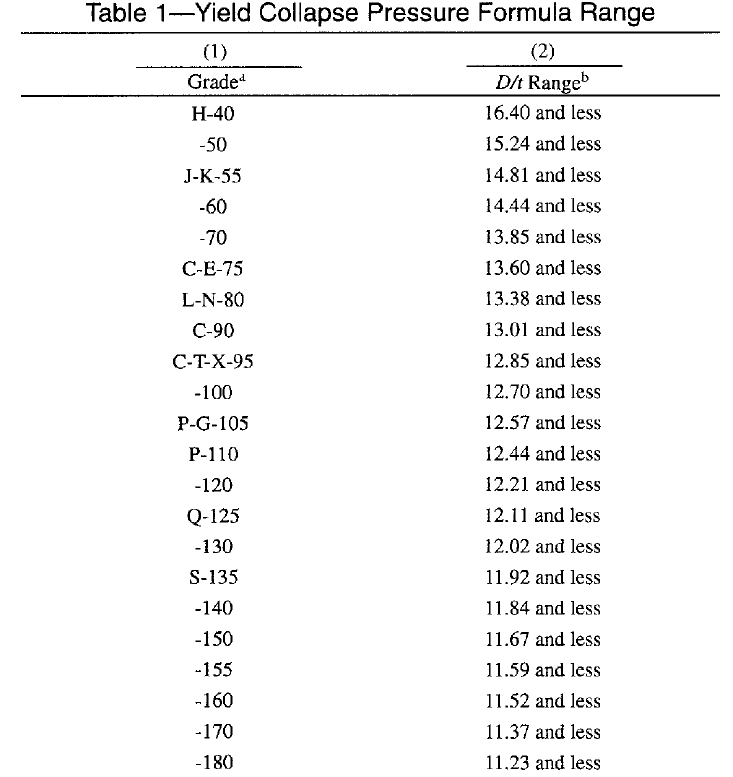 Table 1—Yield Collapse Pressure Formula Range
(1) (2)
Gradeᵃ D/t Rangeᵇ
H-40 16.40 and less
-50 15.24 and less
J-K-55 14.81 and less
-60 14.44 and less
-70 13.85 and less
C-E-75 13.60 and less
L-N-80 13.38 and less
C-90 13.01 and less
C-T-X-95 12.85 and less
-100 12.70 and less
P-G-105 12.57 and less
P-110 12.44 and less
-120 12.21 and less
Q-125 12.11 and less
-130 12.02 and less
S-135 11.92 and less
-140 11.84 and less
-150 11.67 and less
-155 11.59 and less
-160 11.52 and less
-170 11.37 and less
-180 11.23 and less